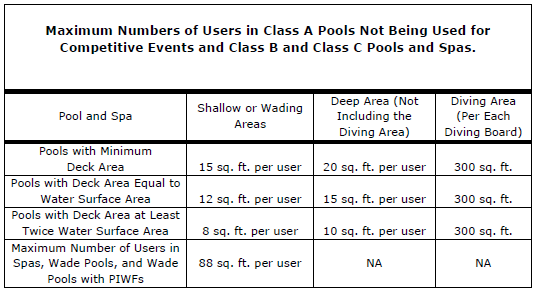 Maximum Numbers of Users in Class A Pools Not Being Used for
Competitive Events and Class B and Class C Pools and Spas.
Pool and Spa
Shallow or Wading
Areas
Deep Area (Not
Including the
Diving Area)
Diving Area
(Per Each
Diving Board)
Pools with Minimum
Deck Area
15 sq. ft. per user
20 sq. ft. per user
300 sq. ft.
Pools with Deck Area Equal to
Water Surface Area
12 sq. ft. per user
15 sq. ft. per user
300 sq. ft.
Pools with Deck Area at Least
Twice Water Surface Area
8 sq. ft. per user
10 sq. ft. per user
300 sq. ft.
Maximum Number of Users in
Spas, Wade Pools, and Wade
Pools with PIWFs
88 sq. ft. per user
NA
NA